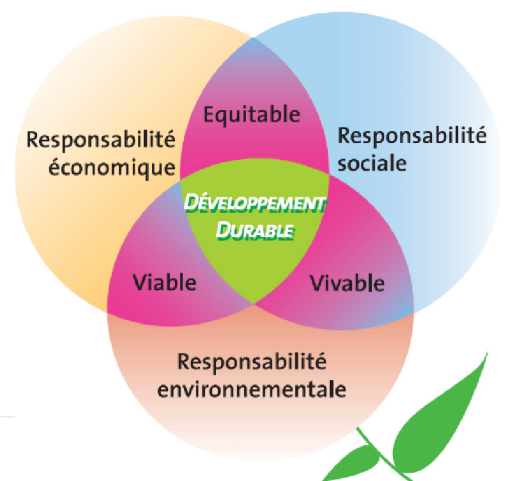 Equitable
Responsabilité
économique
Responsabilité
sociale
DÉVELOPPEMENT
DURABLE
Viable
Vivable
Responsabilité
environnementale